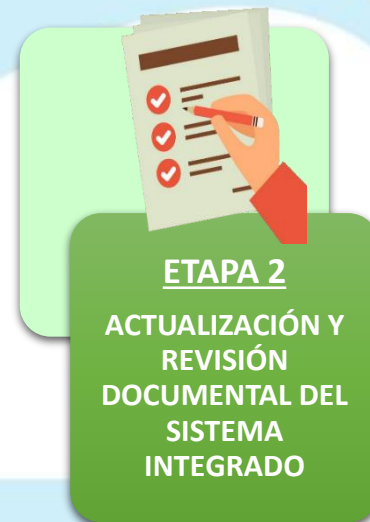 ETAPA 2
ACTUALIZACIÓN Y
REVISIÓN
DOCUMENTAL DEL
SISTEMA
INTEGRADO